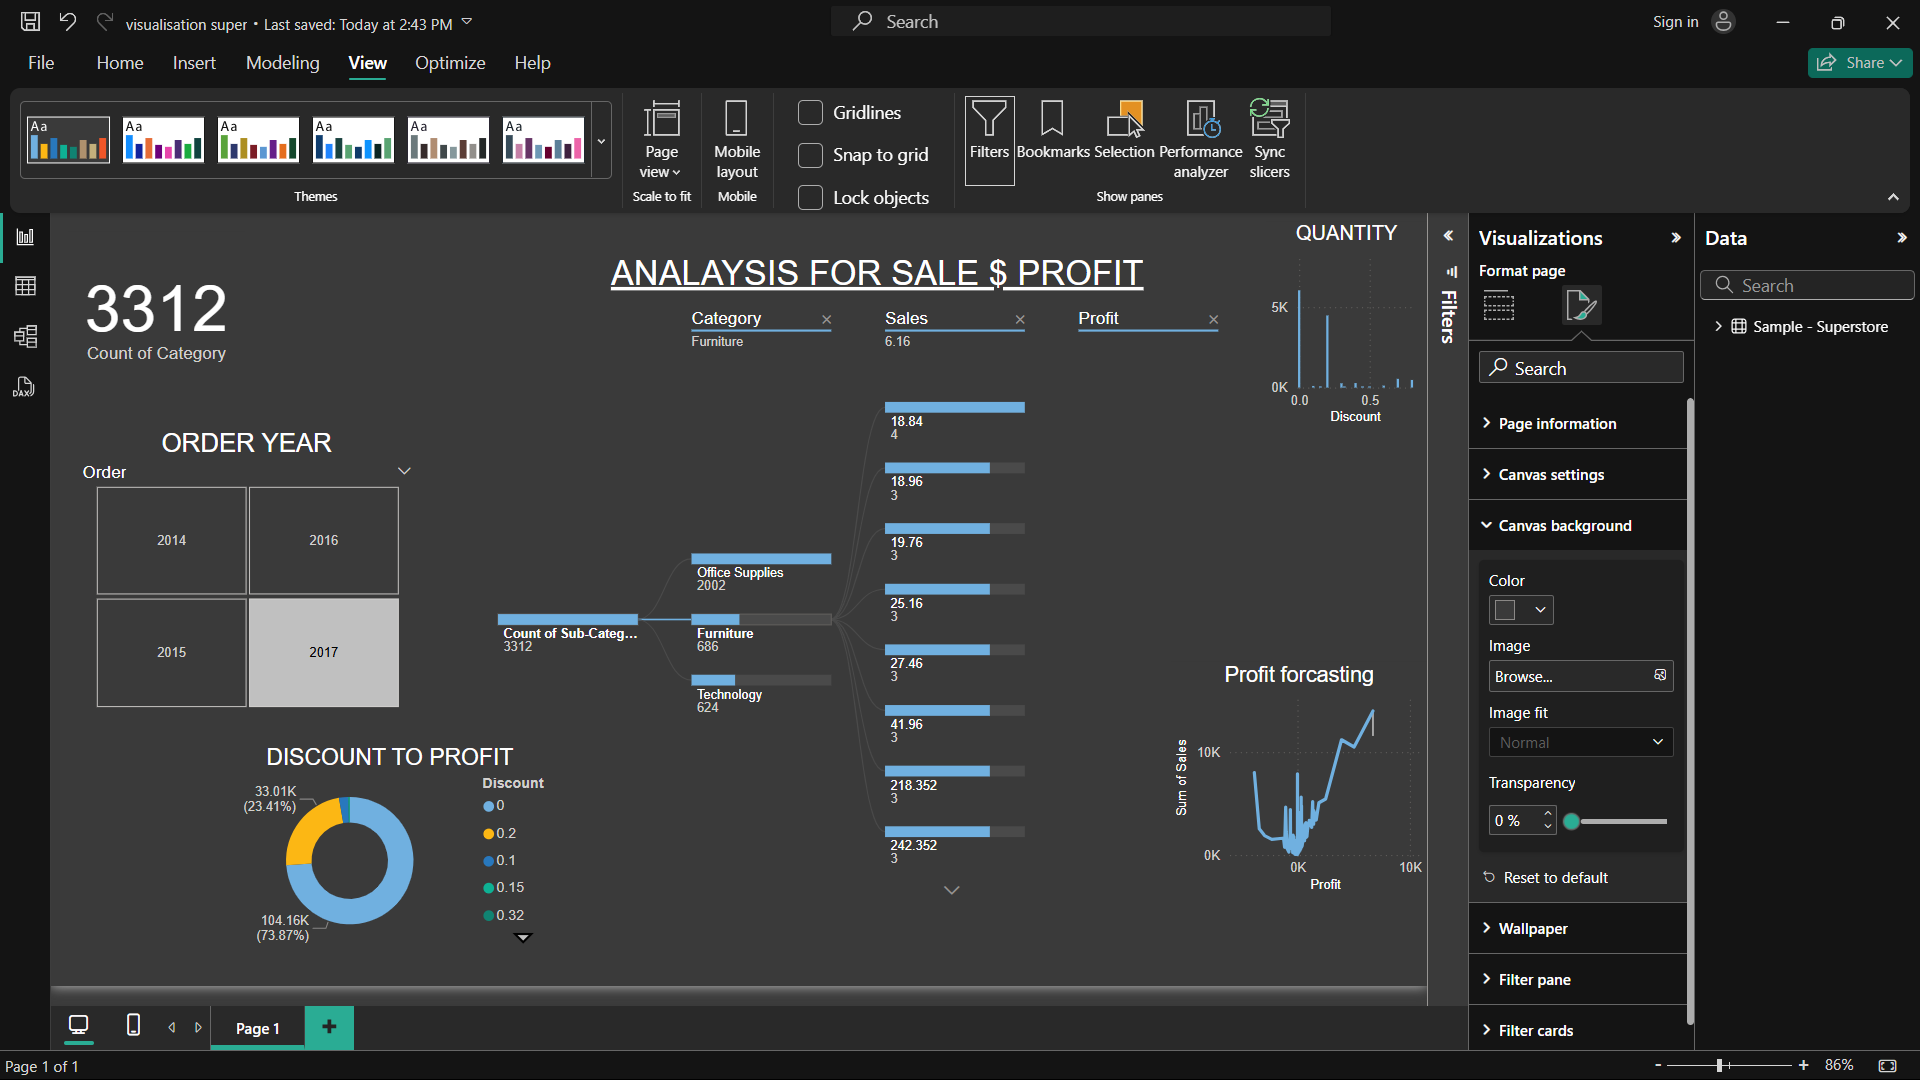 visualisation super • Last saved: Today at 2:43 PM
Search
Sign in
File
Home
Insert
Modeling
View
Optimize
Help
Share
Aa
Aa
Aa
Aa
Aa
Aa
Themes
Page
view
Scale to fit
Mobile
layout
Mobile
Gridlines
Snap to grid
Lock objects
Filters
Bookmarks
Selection
Performance
analyzer
Sync
slicers
Show panes
3312
Count of Category
ANALAYSIS FOR SALE $ PROFIT
Category
Furniture
Sales
6.16
Profit
QUANTITY
5K
0K
0.0
0.5
Discount
ORDER YEAR
Order
2014
2016
2015
2017
Count of Sub-Categ...
3312
Office Supplies
2002
Furniture
686
Technology
624
18.84
4
18.96
3
19.76
3
25.16
3
27.46
3
41.96
3
218.352
3
242.352
3
DISCOUNT TO PROFIT
33.01K
(23.41%)
104.16K
(73.87%)
Discount
0
0.2
0.1
0.15
0.32
Profit forcasting
Sum of Sales
10K
0K
0K
10K
Profit
Filters
Visualizations
Format page
Search
Page information
Canvas settings
Canvas background
Color
Image
Browse...
Image fit
Normal
Transparency
0 %
Reset to default
Wallpaper
Filter pane
Filter cards
Data
Search
Sample - Superstore
DAX
Page 1
+
Page 1 of 1
-
+
86%